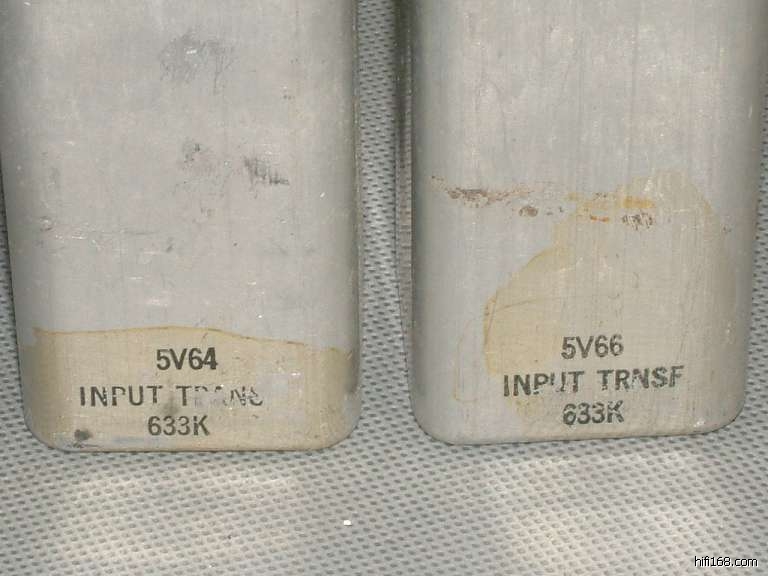 5V64
INPUT TRANS
633K
5V66
INPUT TRNSF
633K
hifi168.com